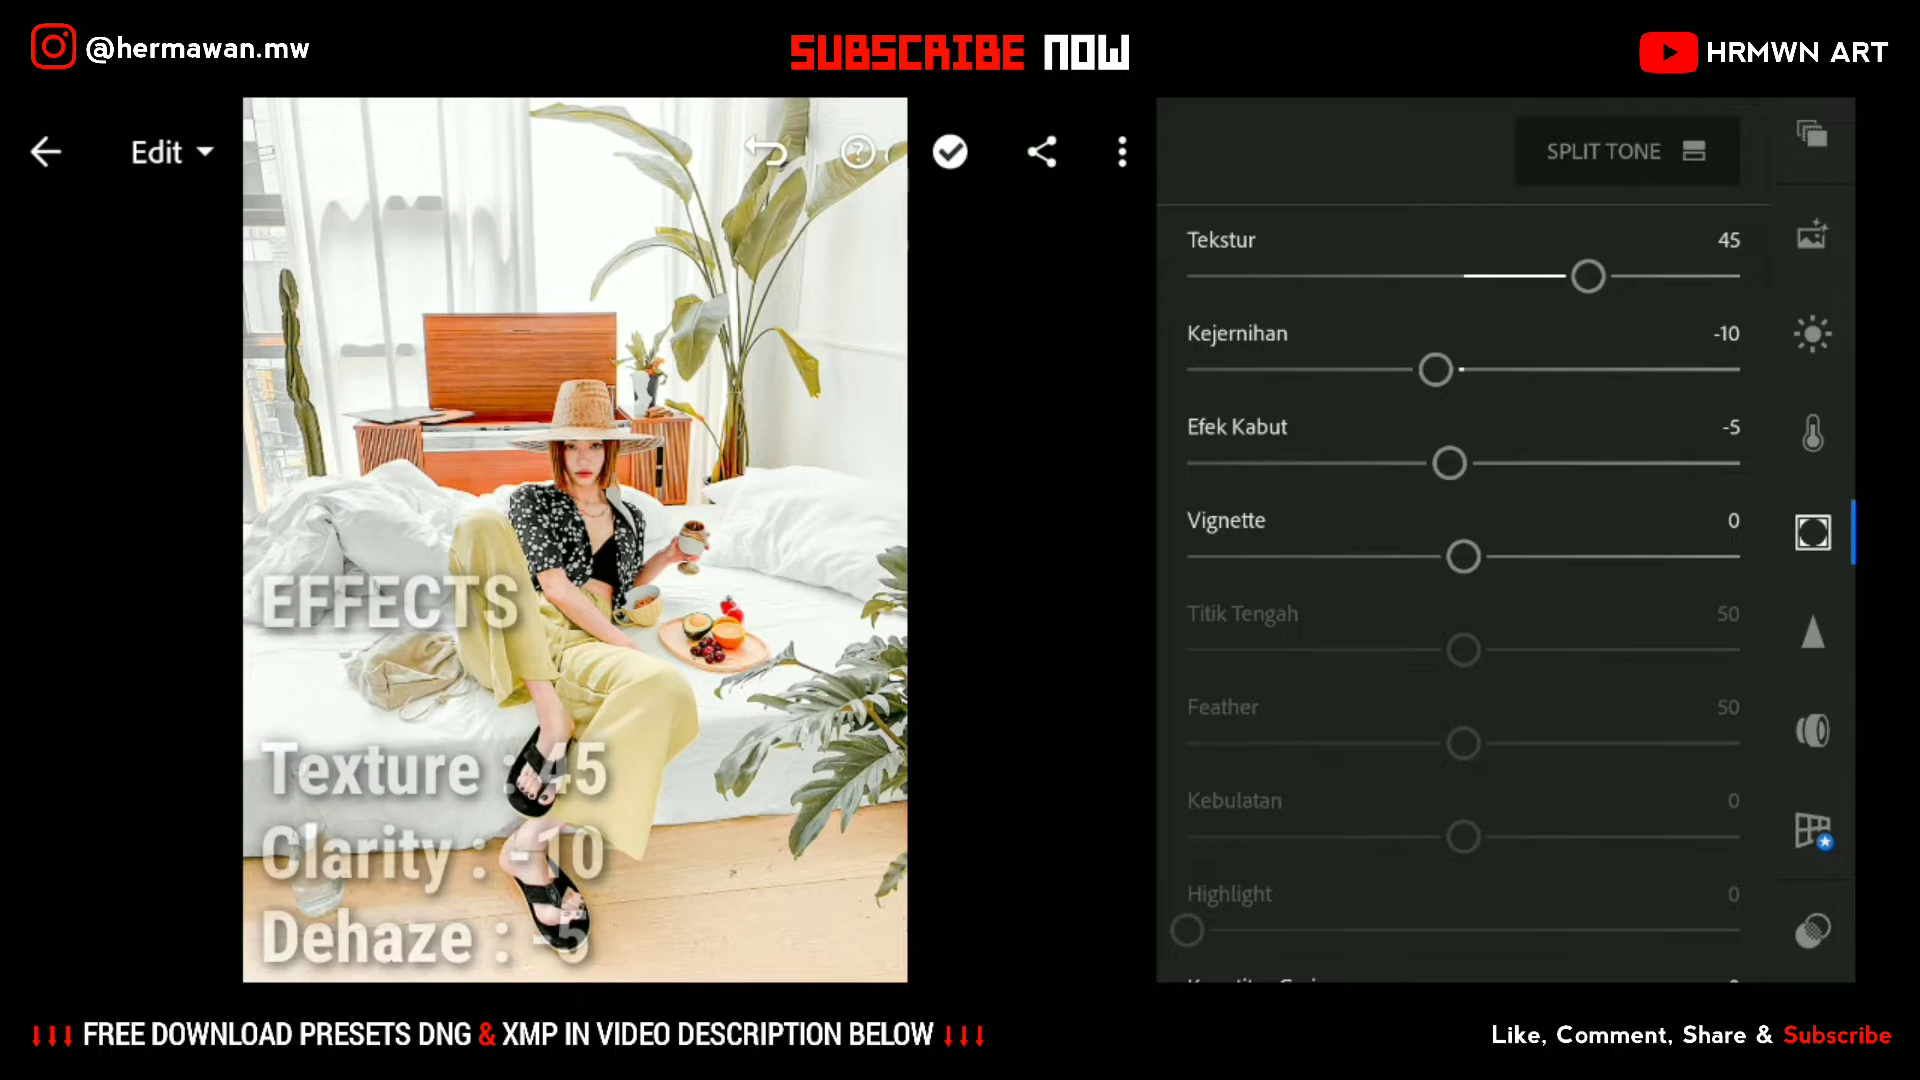 @hermawan.mw
SUBSCRIBE NOW
HRMWN ART
Edit
SPLIT TONE
Tekstur 45
Kejernihan -10
Efek Kabut -5
Vignette 0
Titik Tengah 50
Feather 50
Kebulatan 0
Highlight 0
EFFECTS
Texture : 45
Clarity : -10
Dehaze : -5
↓↓↓ FREE DOWNLOAD PRESETS DNG & XMP IN VIDEO DESCRIPTION BELOW ↓↓↓
Like, Comment, Share & Subscribe